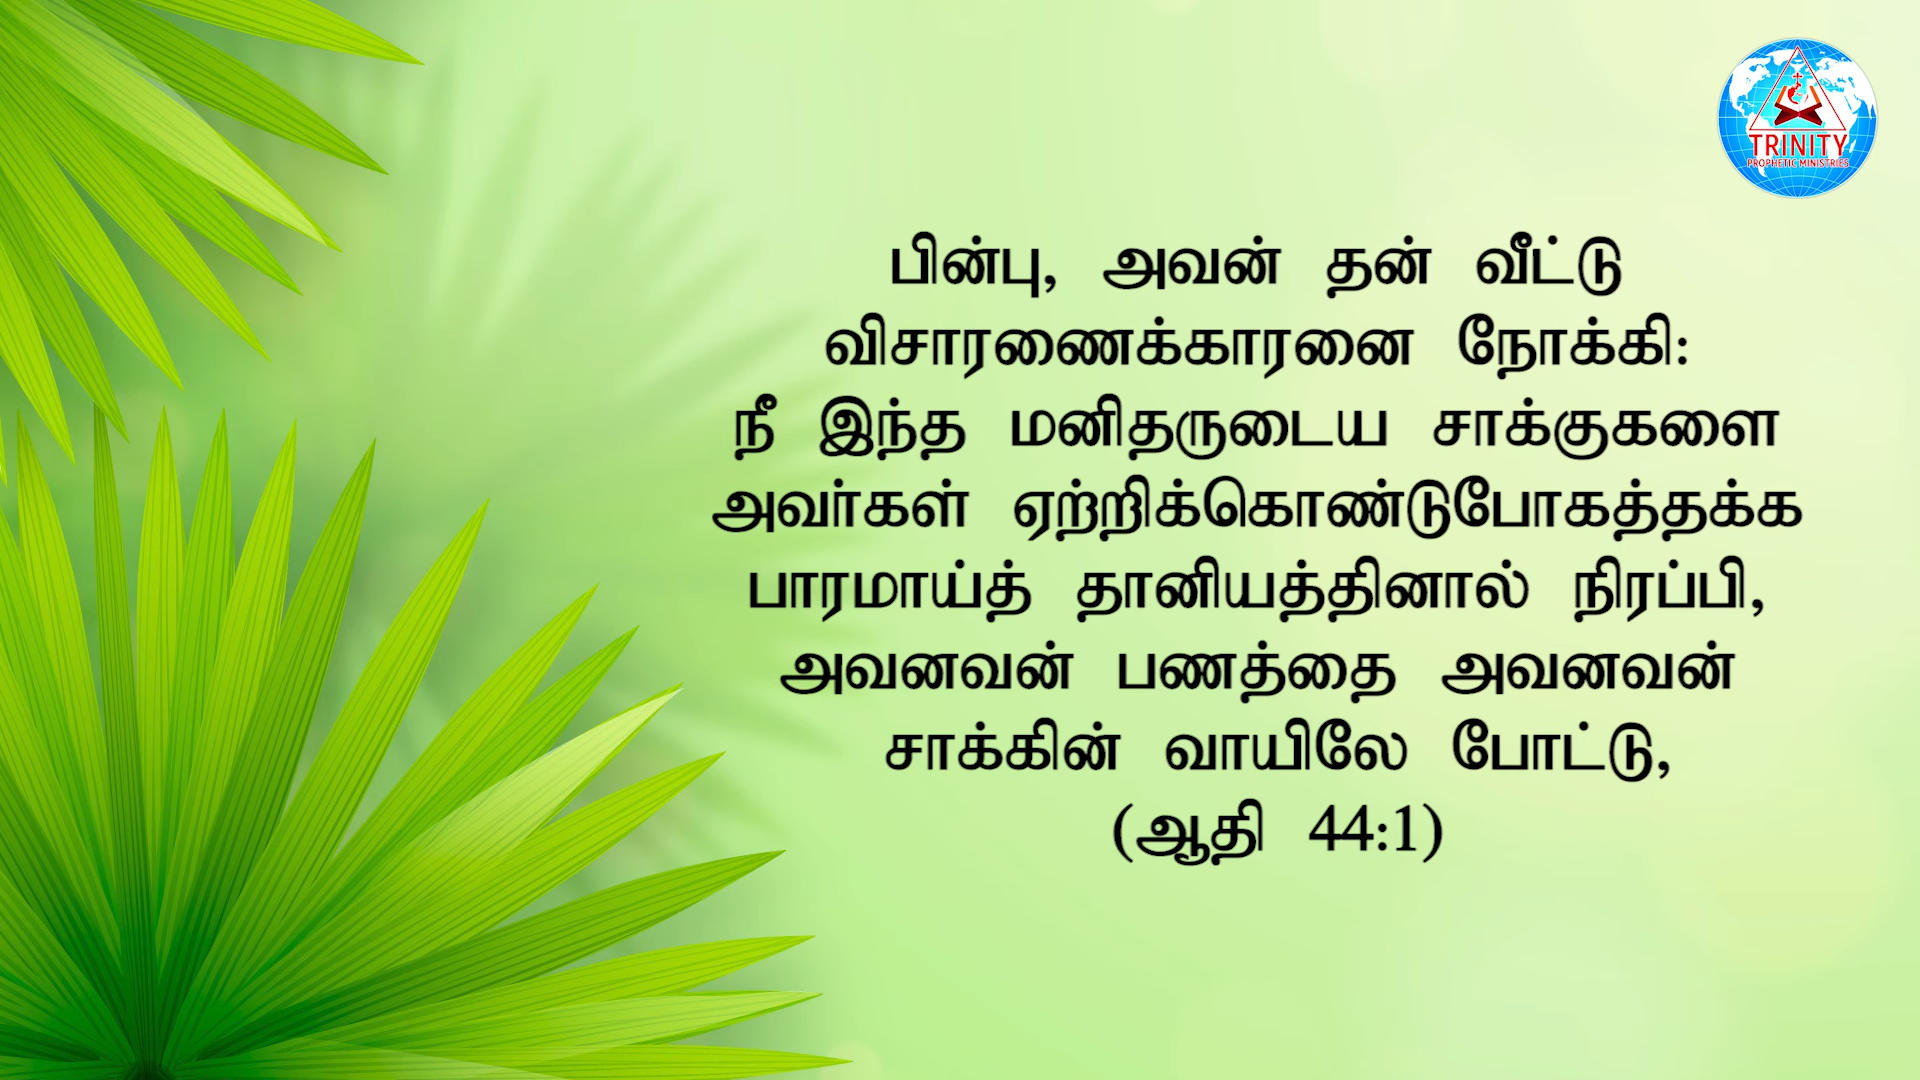 TRINITY
PROPHETIC MINISTRIES
பின்பு, அவன் தன் வீட்டு
விசாரணைக்காரனை நோக்கி:
நீ இந்த மனிதருடைய சாக்குகளை
அவர்கள் ஏற்றிக்கொண்டுபோகத்தக்க
பாரமாய்த் தானியத்தினால் நிரப்பி,
அவனவன் பணத்தை அவனவன்
சாக்கின் வாயிலே போட்டு,
(ஆதி 44:1)